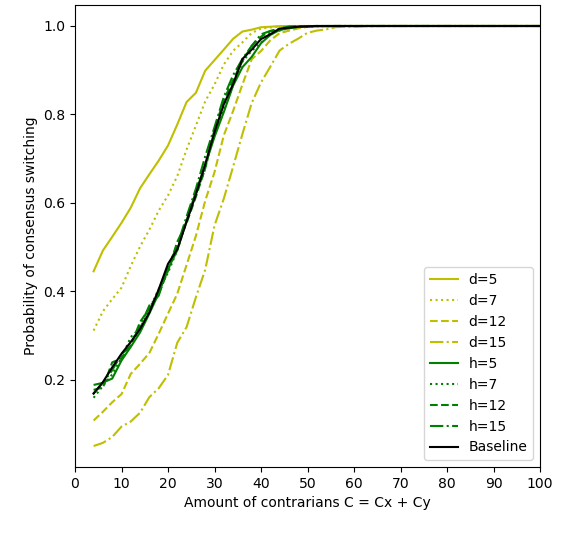 Probability of consensus switching
1.0
0.8
0.6
0.4
0.2
0 10 20 30 40 50 60 70 80 90 100
Amount of contrarians C = Cx + Cy
d=5
d=7
d=12
d=15
h=5
h=7
h=12
h=15
Baseline